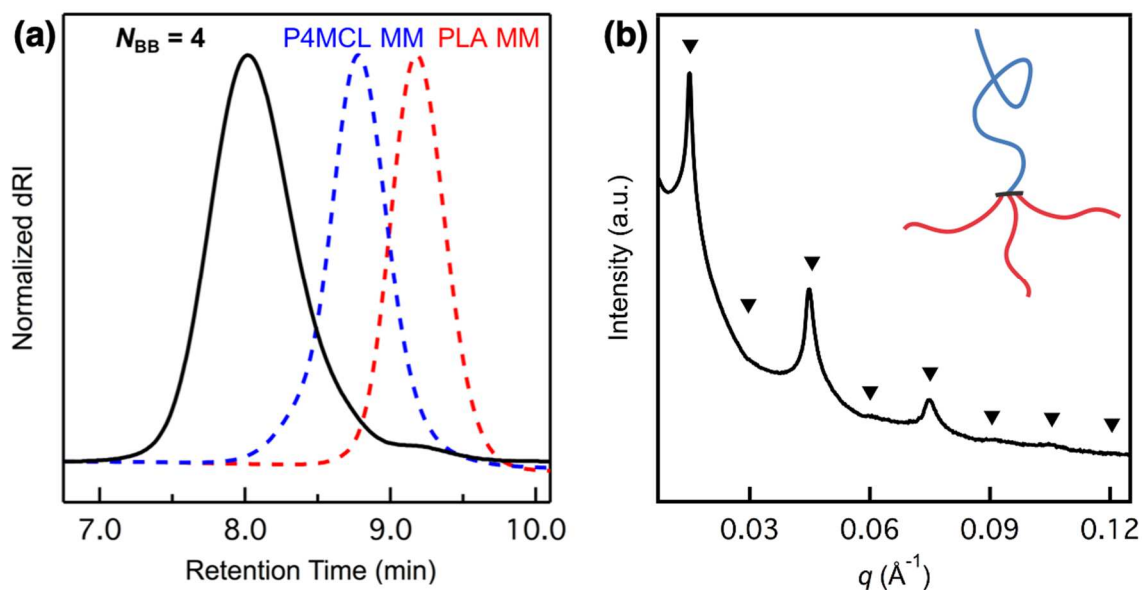 (a)
N_BB = 4
P4MCL MM
PLA MM
Normalized dRI
7.0
8.0
9.0
10.0
Retention Time (min)
(b)
Intensity (a.u.)
0.03
0.06
0.09
0.12
q (Å⁻¹)